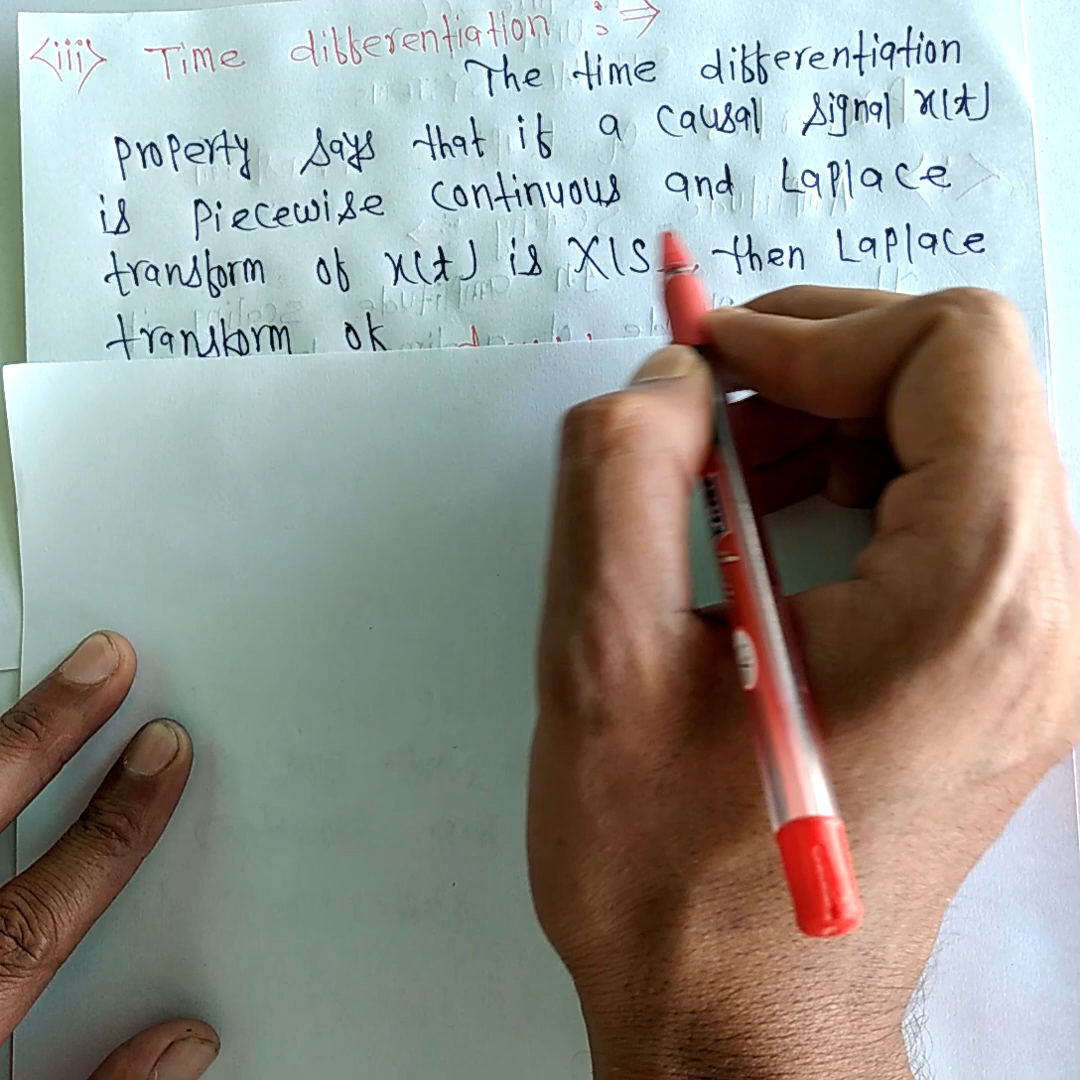 <iii> Time differentiation :⇒
The time differentiation
property says that if a causal signal x(t)
is piecewise continuous and Laplace
transform of x(t) is X(S then Laplace
transform of